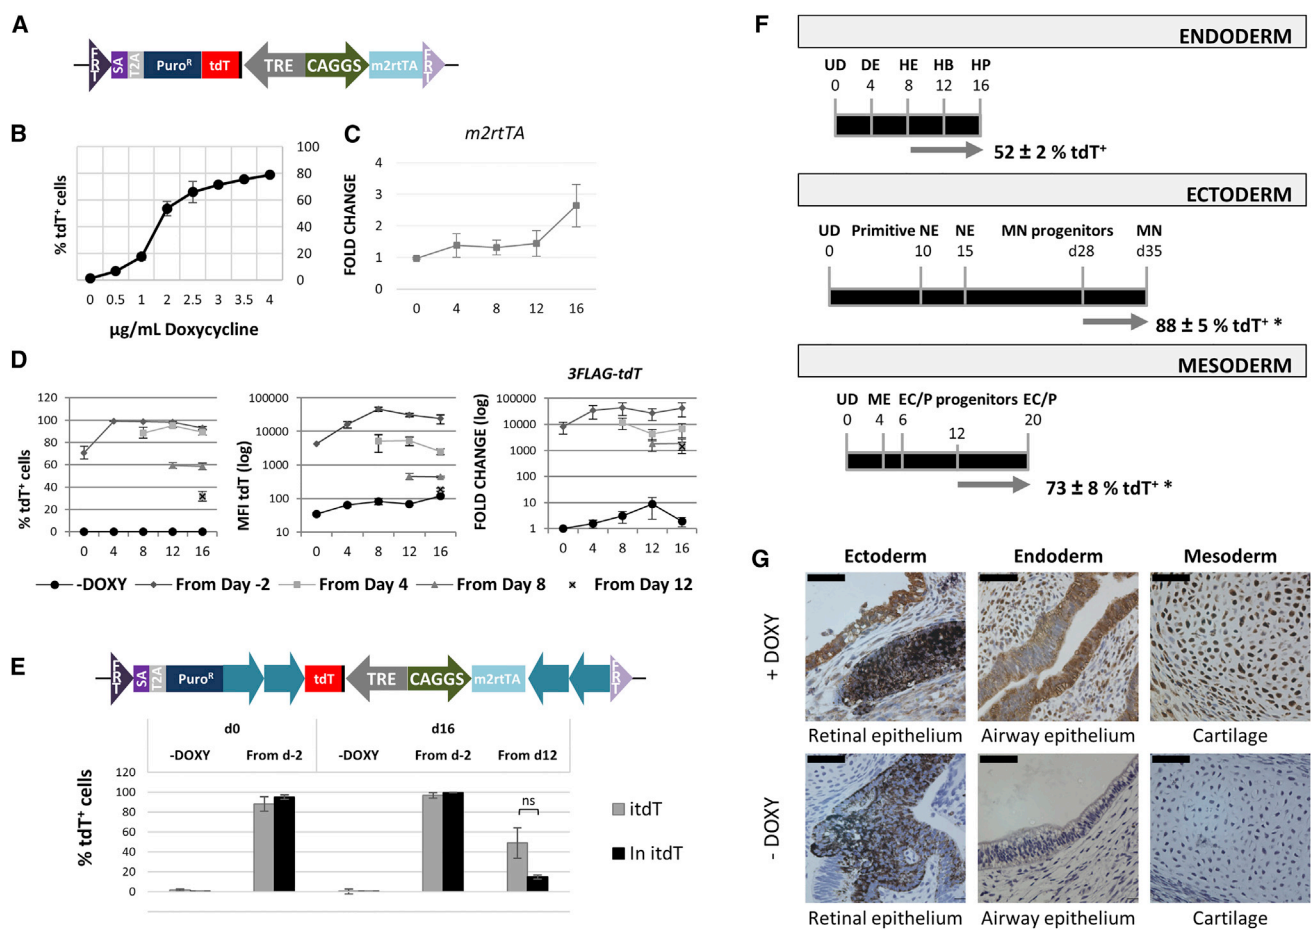 A
FRT SA T2A Puroᴿ tdT TRE CAGGS m2rtTA FRT
B
% tdT⁺ cells
100
80
60
40
20
0
0 0.5 1 2 2.5 3 3.5 4
µg/mL Doxycycline
C
m2rtTA
FOLD CHANGE
4
3
2
1
0
0 4 8 12 16
D
% tdT⁺ cells
120
100
80
60
40
20
0
0 4 8 12 16
MFI tdT (log)
100000
10000
1000
100
10
0 4 8 12 16
3FLAG-tdT
FOLD CHANGE (log)
100000
10000
1000
100
10
1
0 4 8 12 16
-DOXY From Day -2 From Day 4 From Day 8 From Day 12
E
FRT SA T2A Puroᴿ tdT TRE CAGGS m2rtTA FRT
d0 d16
-DOXY From d-2 -DOXY From d-2 From d12
% tdT⁺ cells
120
100
80
60
40
20
0
ns
itdT
In itdT
F
ENDODERM
UD DE HE HB HP
0 4 8 12 16
52 ± 2 % tdT⁺
ECTODERM
UD Primitive NE NE MN progenitors MN
0 10 15 d28 d35
88 ± 5 % tdT⁺ *
MESODERM
UD ME EC/P progenitors EC/P
0 4 6 12 20
73 ± 8 % tdT⁺ *
G
Ectoderm Endoderm Mesoderm
+ DOXY
Retinal epithelium Airway epithelium Cartilage
- DOXY
Retinal epithelium Airway epithelium Cartilage